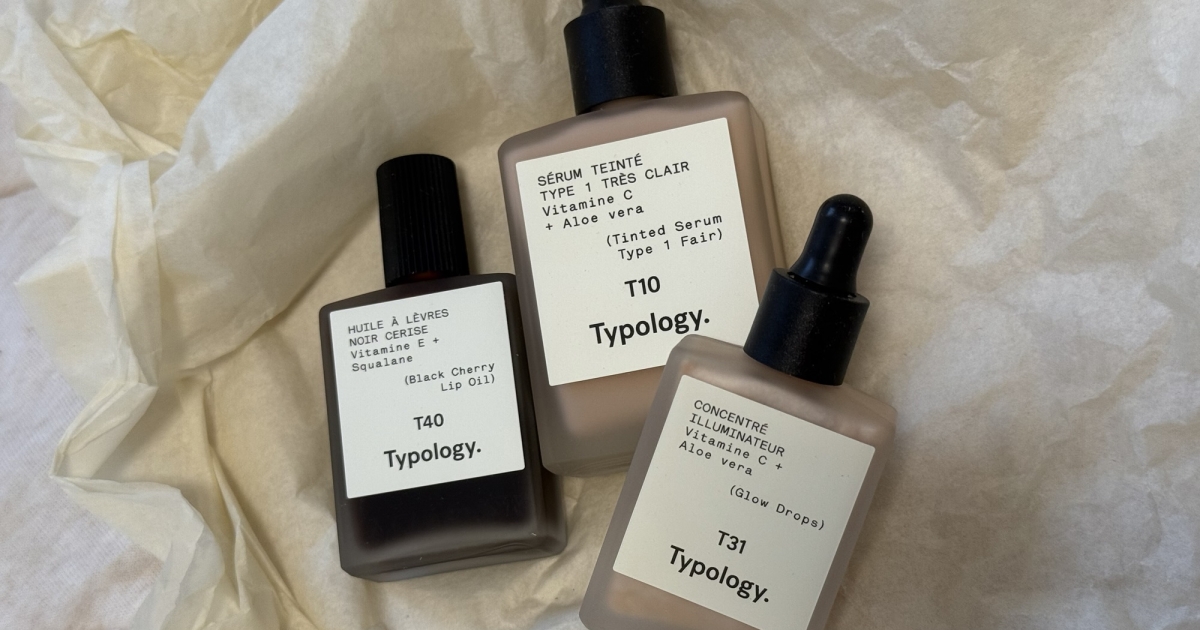 HUILE À LÈVRES
NOIR CERISE
Vitamine E +
Squalane
(Black Cherry
Lip Oil)
T40
Typology.
SÉRUM TEINTÉ
TYPE 1 TRÈS CLAIR
Vitamine C
+ Aloe vera
(Tinted Serum
Type 1 Fair)
T10
Typology.
CONCENTRÉ
ILLUMINATEUR
Vitamine C +
Aloe vera
(Glow Drops)
T31
Typology.